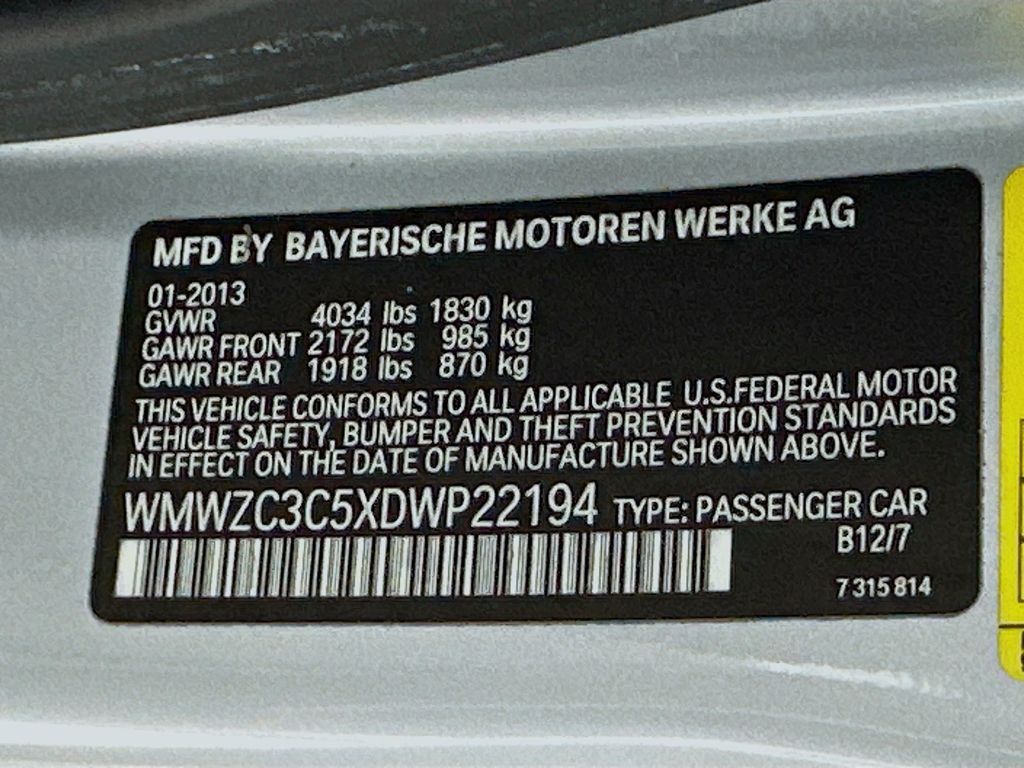 MFD BY BAYERISCHE MOTOREN WERKE AG
01-2013
GVWR 4034 lbs 1830 kg
GAWR FRONT 2172 lbs 985 kg
GAWR REAR 1918 lbs 870 kg
THIS VEHICLE CONFORMS TO ALL APPLICABLE U.S.FEDERAL MOTOR
VEHICLE SAFETY, BUMPER AND THEFT PREVENTION STANDARDS
IN EFFECT ON THE DATE OF MANUFACTURE SHOWN ABOVE.
WMWZC3C5XDWP22194 TYPE: PASSENGER CAR
B12/7
7 315 814